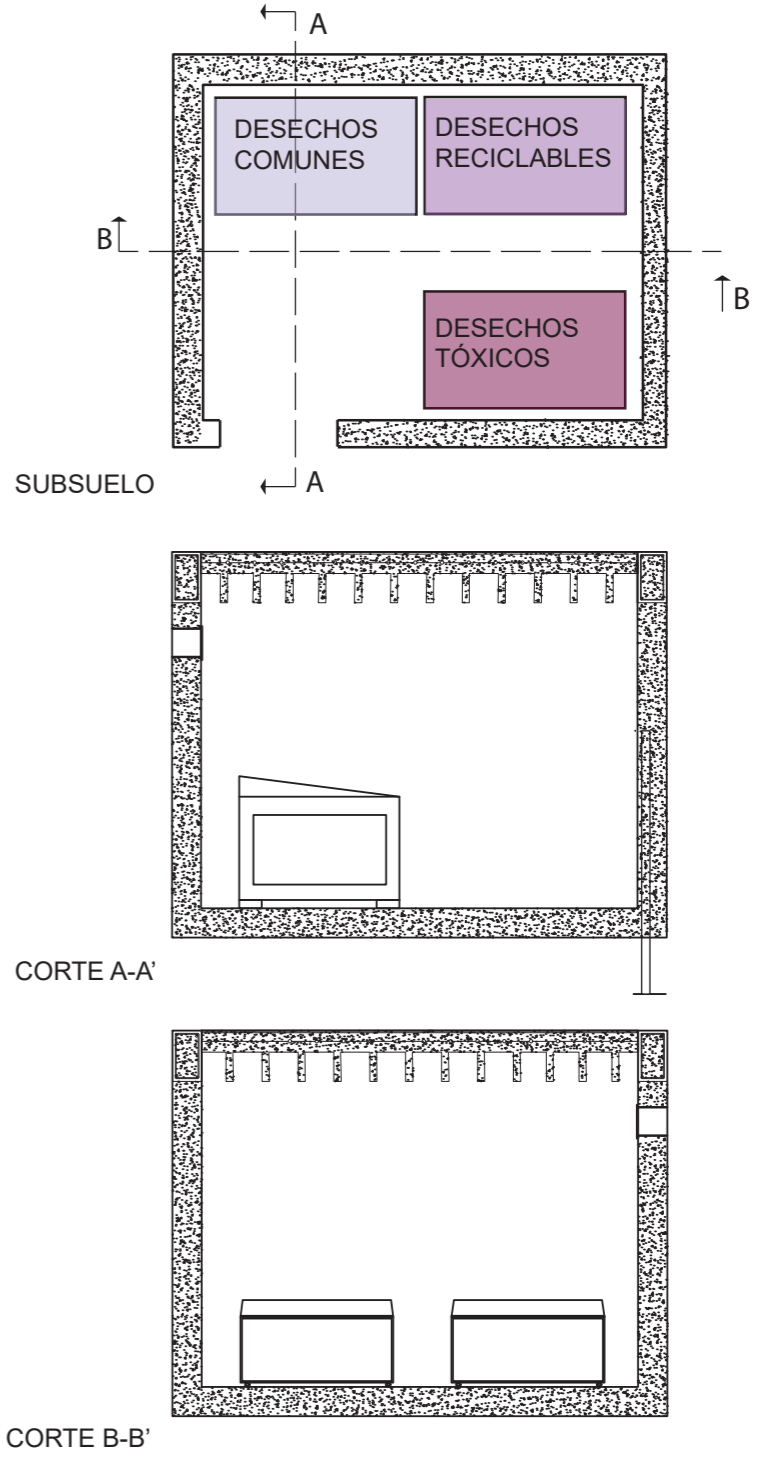 A
DESECHOS
COMUNES
DESECHOS
RECICLABLES
B
B
DESECHOS
TÓXICOS
SUBSUELO
A
CORTE A-A’
CORTE B-B’